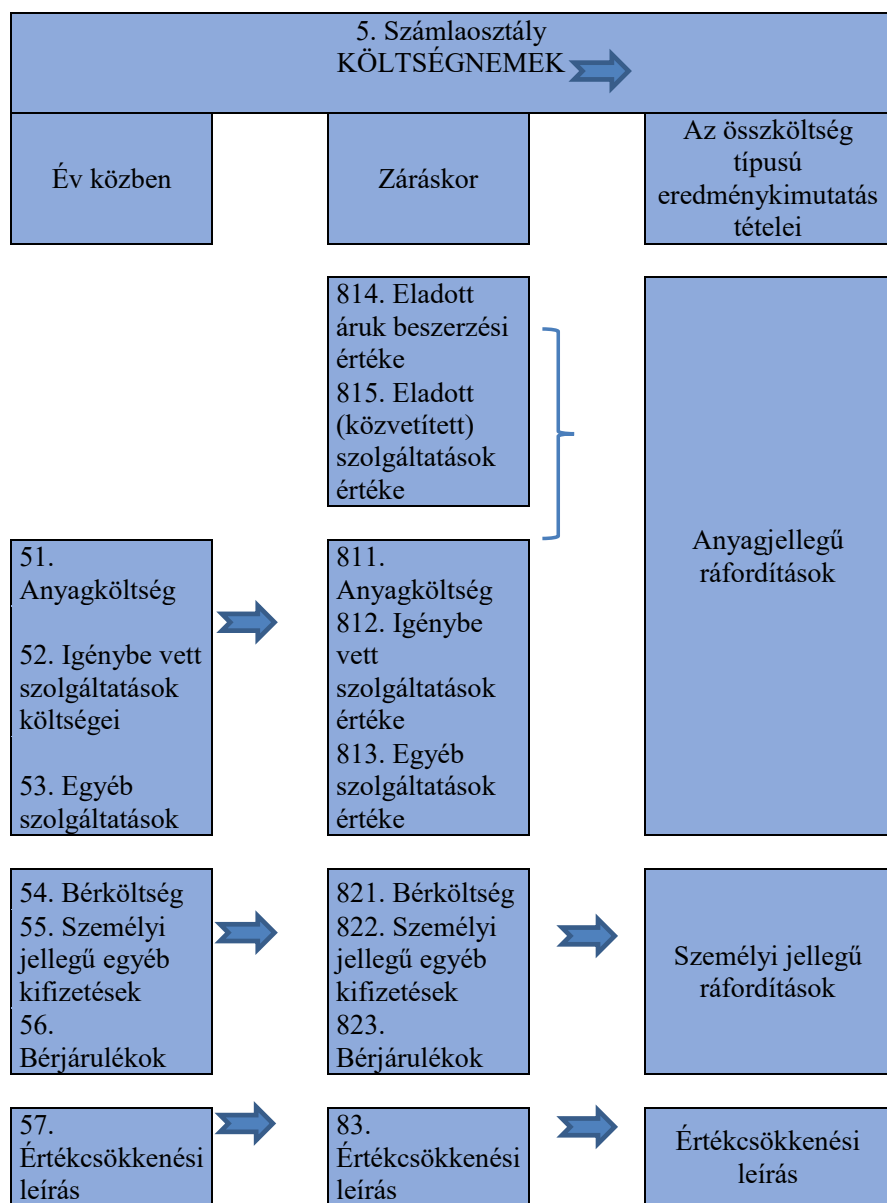 5. Számlaosztály
KÖLTSÉGNEMEK
Év közben
Záráskor
Az összköltség
típusú
eredménykimutatás
tételei
814. Eladott
áruk beszerzési
értéke
815. Eladott
(közvetített)
szolgáltatások
értéke
51.
Anyagköltség
52. Igénybe vett
szolgáltatások
költségei
53. Egyéb
szolgáltatások
811.
Anyagköltség
812. Igénybe
vett
szolgáltatások
értéke
813. Egyéb
szolgáltatások
értéke
Anyagjellegű
ráfordítások
54. Bérköltség
55. Személyi
jellegű egyéb
kifizetések
56.
Bérjárulékok
821. Bérköltség
822. Személyi
jellegű egyéb
kifizetések
823.
Bérjárulékok
Személyi jellegű
ráfordítások
57.
Értékcsökkenési
leírás
83.
Értékcsökkenési
leírás
Értékcsökkenési
leírás